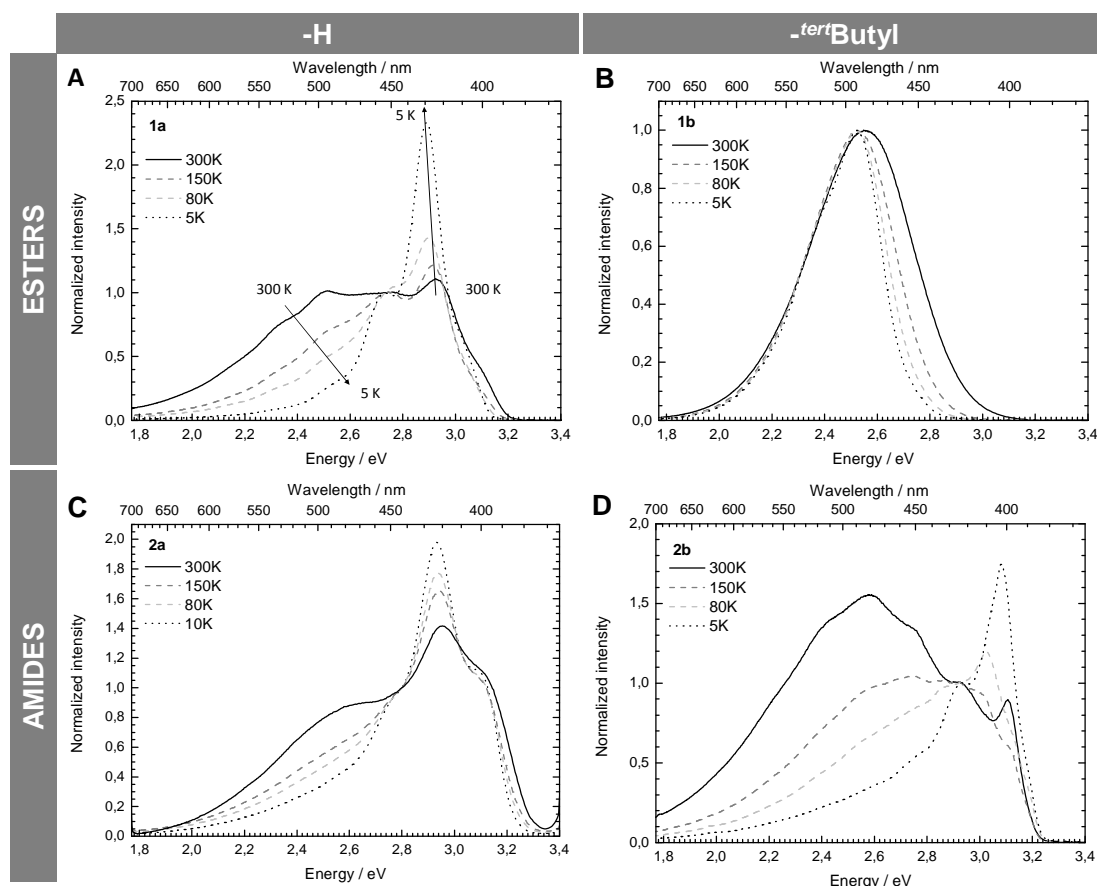 -H
-tertButyl
ESTERS
A
Wavelength / nm
700 650 600 550 500 450 400
2,5
2,0
1,5
1,0
0,5
0,0
Normalized intensity
1a
300K
150K
80K
5K
5 K
300 K
300 K
5 K
1,8 2,0 2,2 2,4 2,6 2,8 3,0 3,2 3,4
Energy / eV
B
Wavelength / nm
700 650 600 550 500 450 400
1,0
0,8
0,6
0,4
0,2
0,0
Normalized intensity
1b
300K
150K
80K
5K
1,8 2,0 2,2 2,4 2,6 2,8 3,0 3,2 3,4
Energy / eV
AMIDES
C
Wavelength / nm
700 650 600 550 500 450 400
2,0
1,8
1,6
1,4
1,2
1,0
0,8
0,6
0,4
0,2
0,0
Normalized intensity
2a
300K
150K
80K
10K
1,8 2,0 2,2 2,4 2,6 2,8 3,0 3,2 3,4
Energy / eV
D
Wavelength / nm
700 650 600 550 500 450 400
2,0
1,5
1,0
0,5
0,0
Normalized intensity
2b
300K
150K
80K
5K
1,8 2,0 2,2 2,4 2,6 2,8 3,0 3,2 3,4
Energy / eV